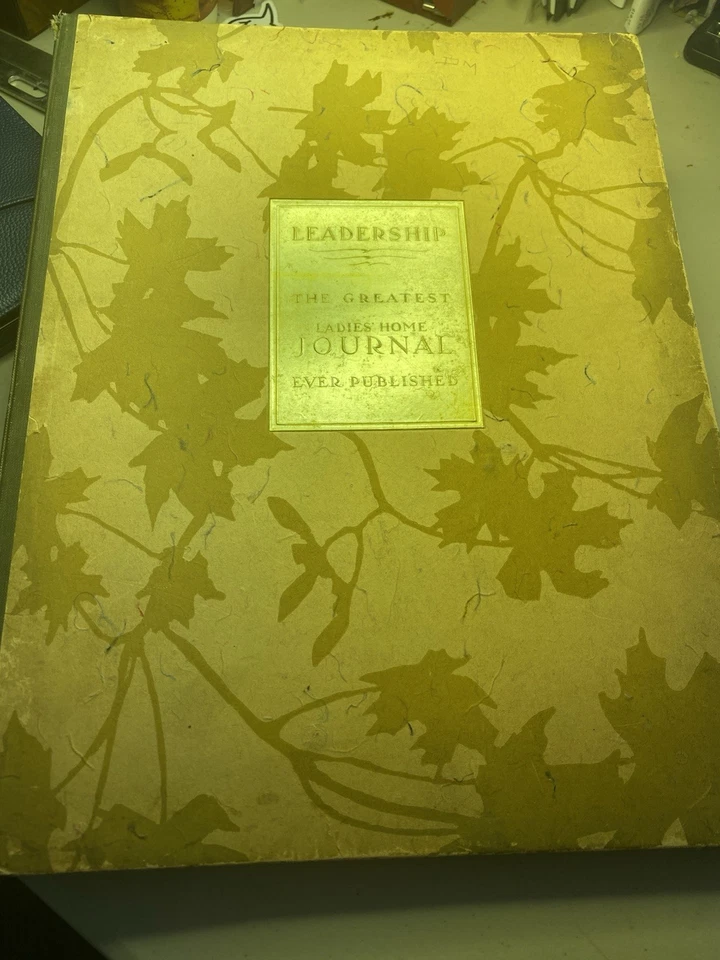 LEADERSHIP
THE GREATEST
LADIES' HOME
JOURNAL
EVER PUBLISHED